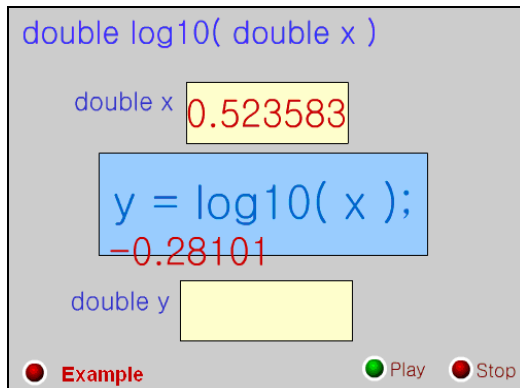 double log10( double x )
double x
0.523583
y = log10( x );
-0.28101
double y
Example
Play
Stop